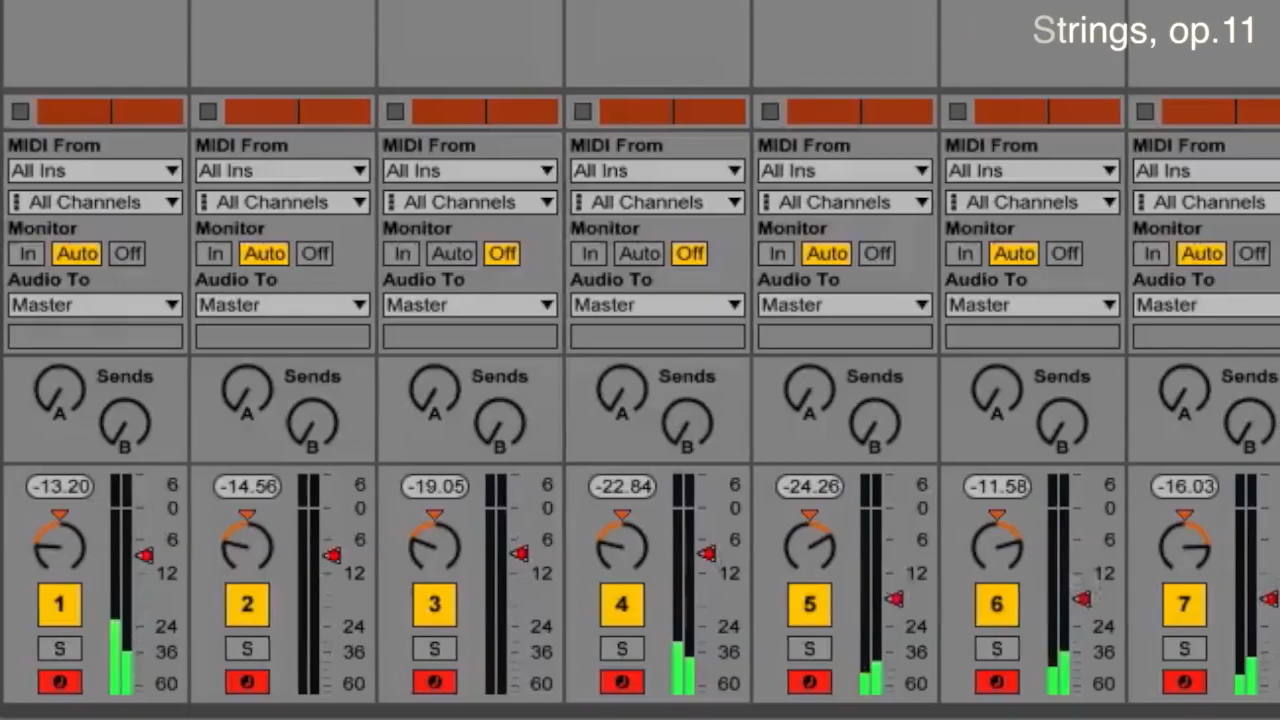 Strings, op.11
MIDI From MIDI From MIDI From MIDI From MIDI From MIDI From MIDI From
All Ins All Ins All Ins All Ins All Ins All Ins All Ins
All Channels All Channels All Channels All Channels All Channels All Channels All Channels
Monitor Monitor Monitor Monitor Monitor Monitor Monitor
In Auto Off In Auto Off In Auto Off In Auto Off In Auto Off In Auto Off In Auto Off
Audio To Audio To Audio To Audio To Audio To Audio To Audio To
Master Master Master Master Master Master Master
Sends Sends Sends Sends Sends Sends Sends
A A A A A A A
B B B B B B B
-13.20 6 -14.56 6 -19.05 6 -22.84 6 -24.26 6 -11.58 6 -16.03
0 0 0 0 0 0
6 6 6 6 6 6
12 12 12 12 12 12
1 2 3 4 5 6 7
24 24 24 24 24 24
S 36 S 36 S 36 S 36 S 36 S 36 S
60 60 60 60 60 60